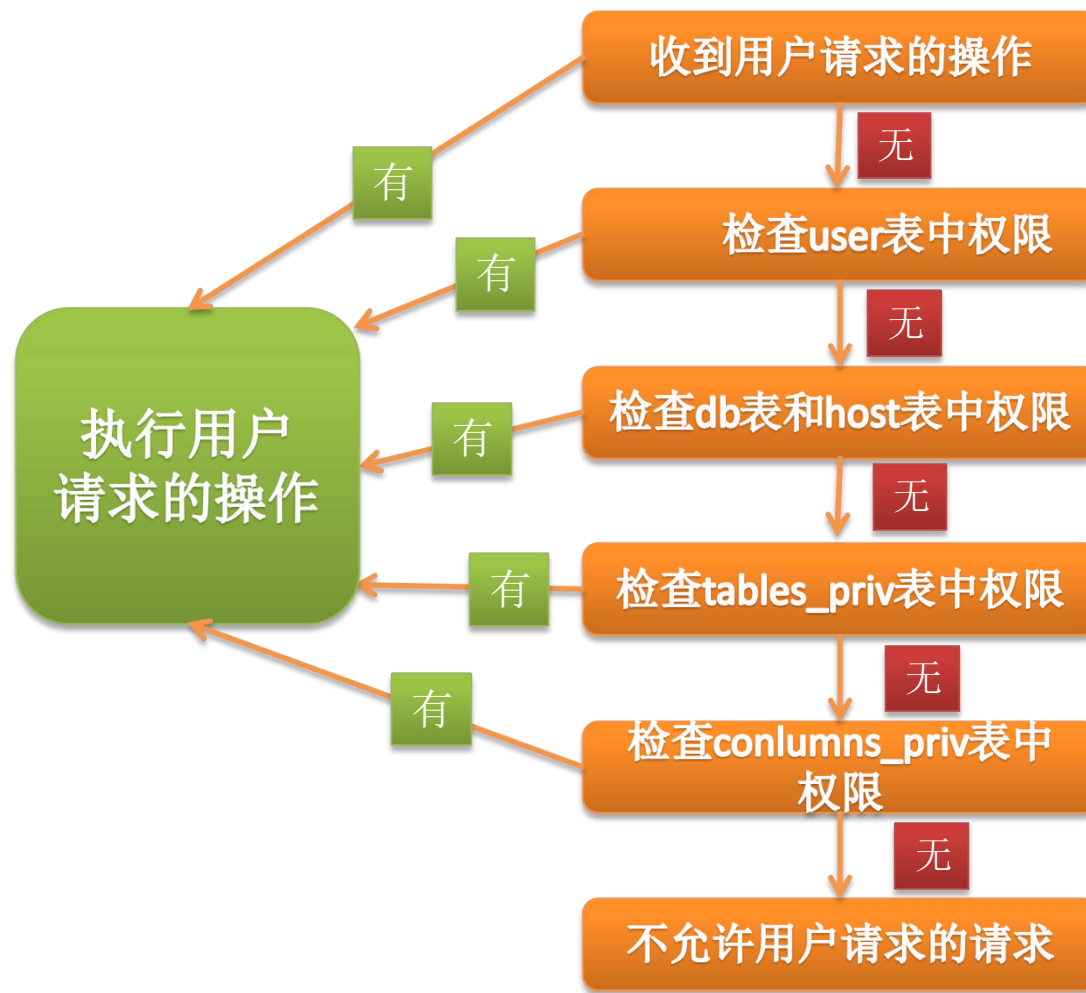 收到用户请求的操作
无
有
检查user表中权限
有
无
执行用户
请求的操作
检查db表和host表中权限
有
无
检查tables_priv表中权限
有
无
检查conlumns_priv表中
权限
有
无
不允许用户请求的请求